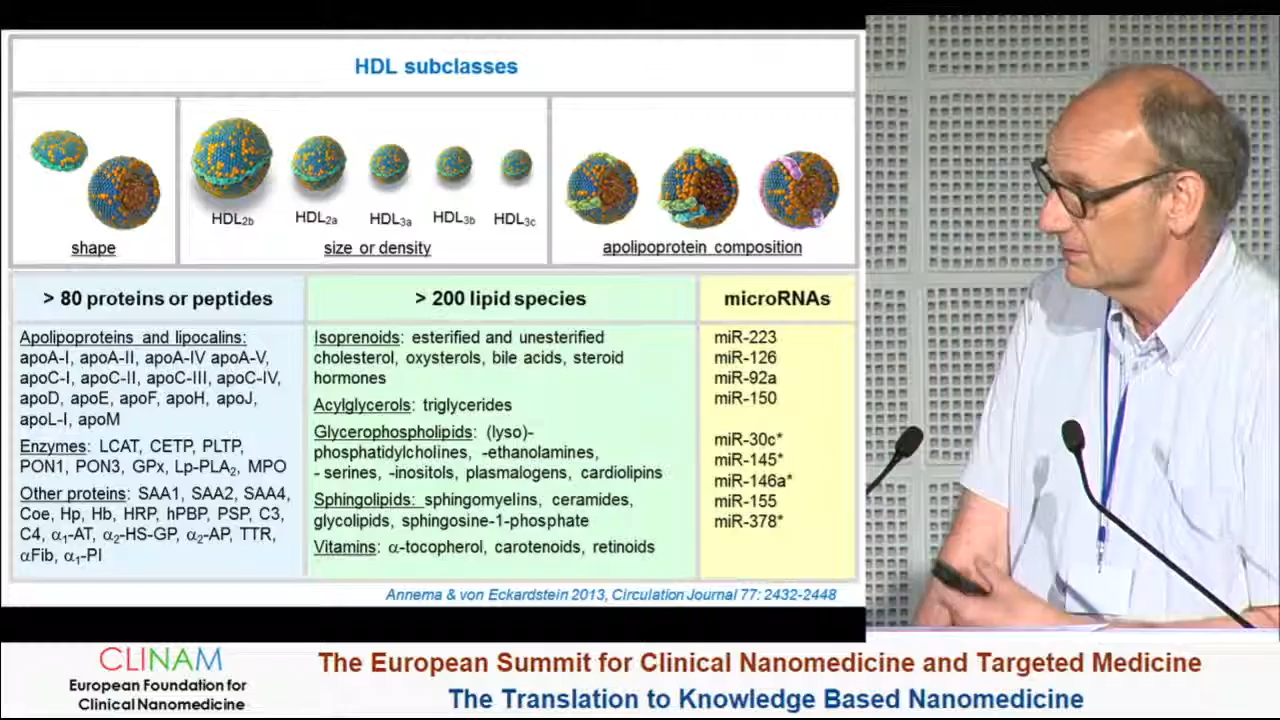 HDL subclasses
HDL2b
HDL2a
HDL3a
HDL3b
HDL3c
shape
size or density
apolipoprotein composition
> 80 proteins or peptides
Apolipoproteins and lipocalins:
apoA-I, apoA-II, apoA-IV apoA-V,
apoC-I, apoC-II, apoC-III, apoC-IV,
apoD, apoE, apoF, apoH, apoJ,
apoL-I, apoM
Enzymes: LCAT, CETP, PLTP,
PON1, PON3, GPx, Lp-PLA2, MPO
Other proteins: SAA1, SAA2, SAA4,
Coe, Hp, Hb, HRP, hPBP, PSP, C3,
C4, α1-AT, α2-HS-GP, α2-AP, TTR,
αFib, α1-PI
> 200 lipid species
Isoprenoids: esterified and unesterified
cholesterol, oxysterols, bile acids, steroid
hormones
Acylglycerols: triglycerides
Glycerophospholipids: (lyso)-
phosphatidylcholines, -ethanolamines,
- serines, -inositols, plasmalogens, cardiolipins
Sphingolipids: sphingomyelins, ceramides,
glycolipids, sphingosine-1-phosphate
Vitamins: α-tocopherol, carotenoids, retinoids
microRNAs
miR-223
miR-126
miR-92a
miR-150
miR-30c*
miR-145*
miR-146a*
miR-155
miR-378*
Annema & von Eckardstein 2013, Circulation Journal 77: 2432-2448
CLINAM
European Foundation for
Clinical Nanomedicine
The European Summit for Clinical Nanomedicine and Targeted Medicine
The Translation to Knowledge Based Nanomedicine